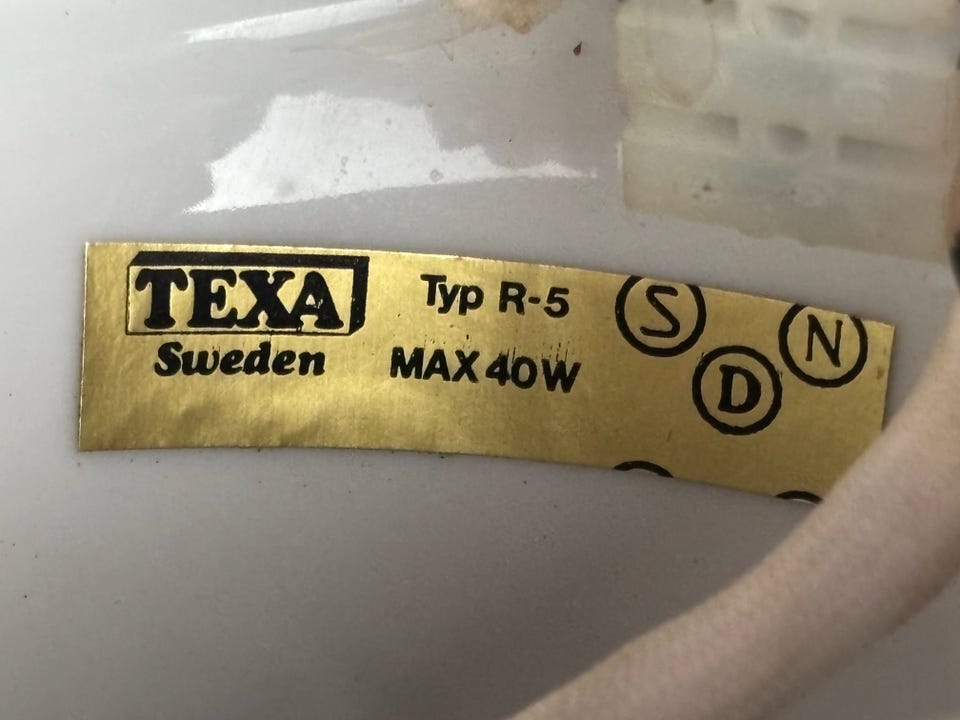 TEXA
Sweden
Typ R-5
MAX 40W
S
N
D